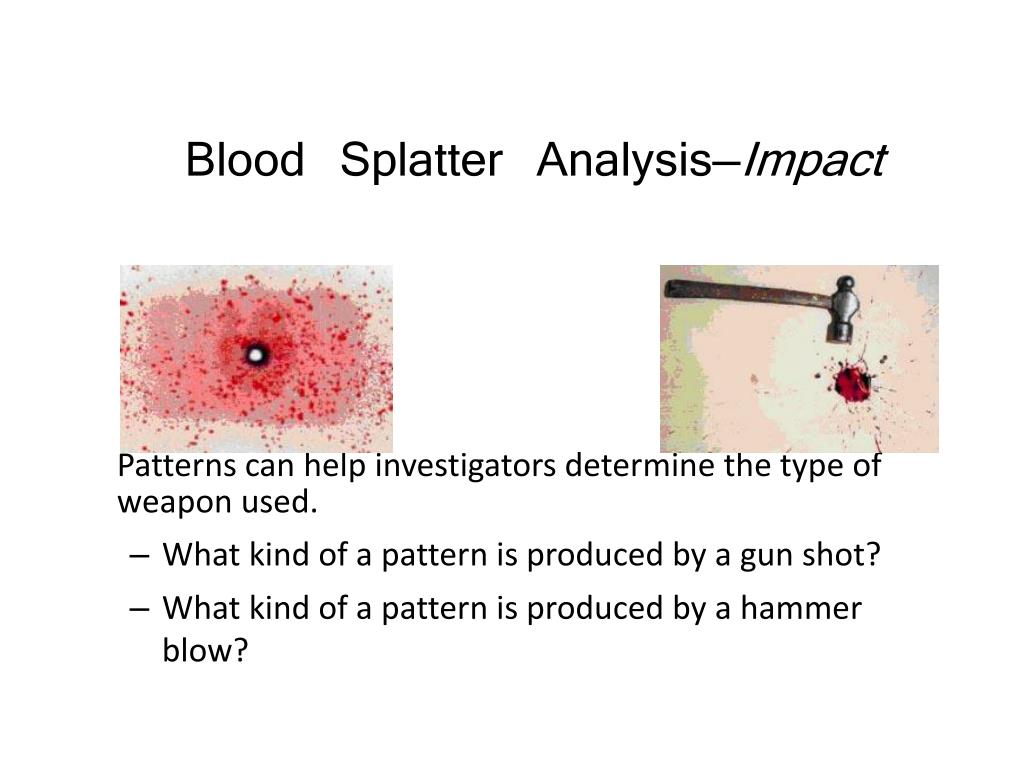 Blood Splatter Analysis–Impact
Patterns can help investigators determine the type of
weapon used.
– What kind of a pattern is produced by a gun shot?
– What kind of a pattern is produced by a hammer
blow?